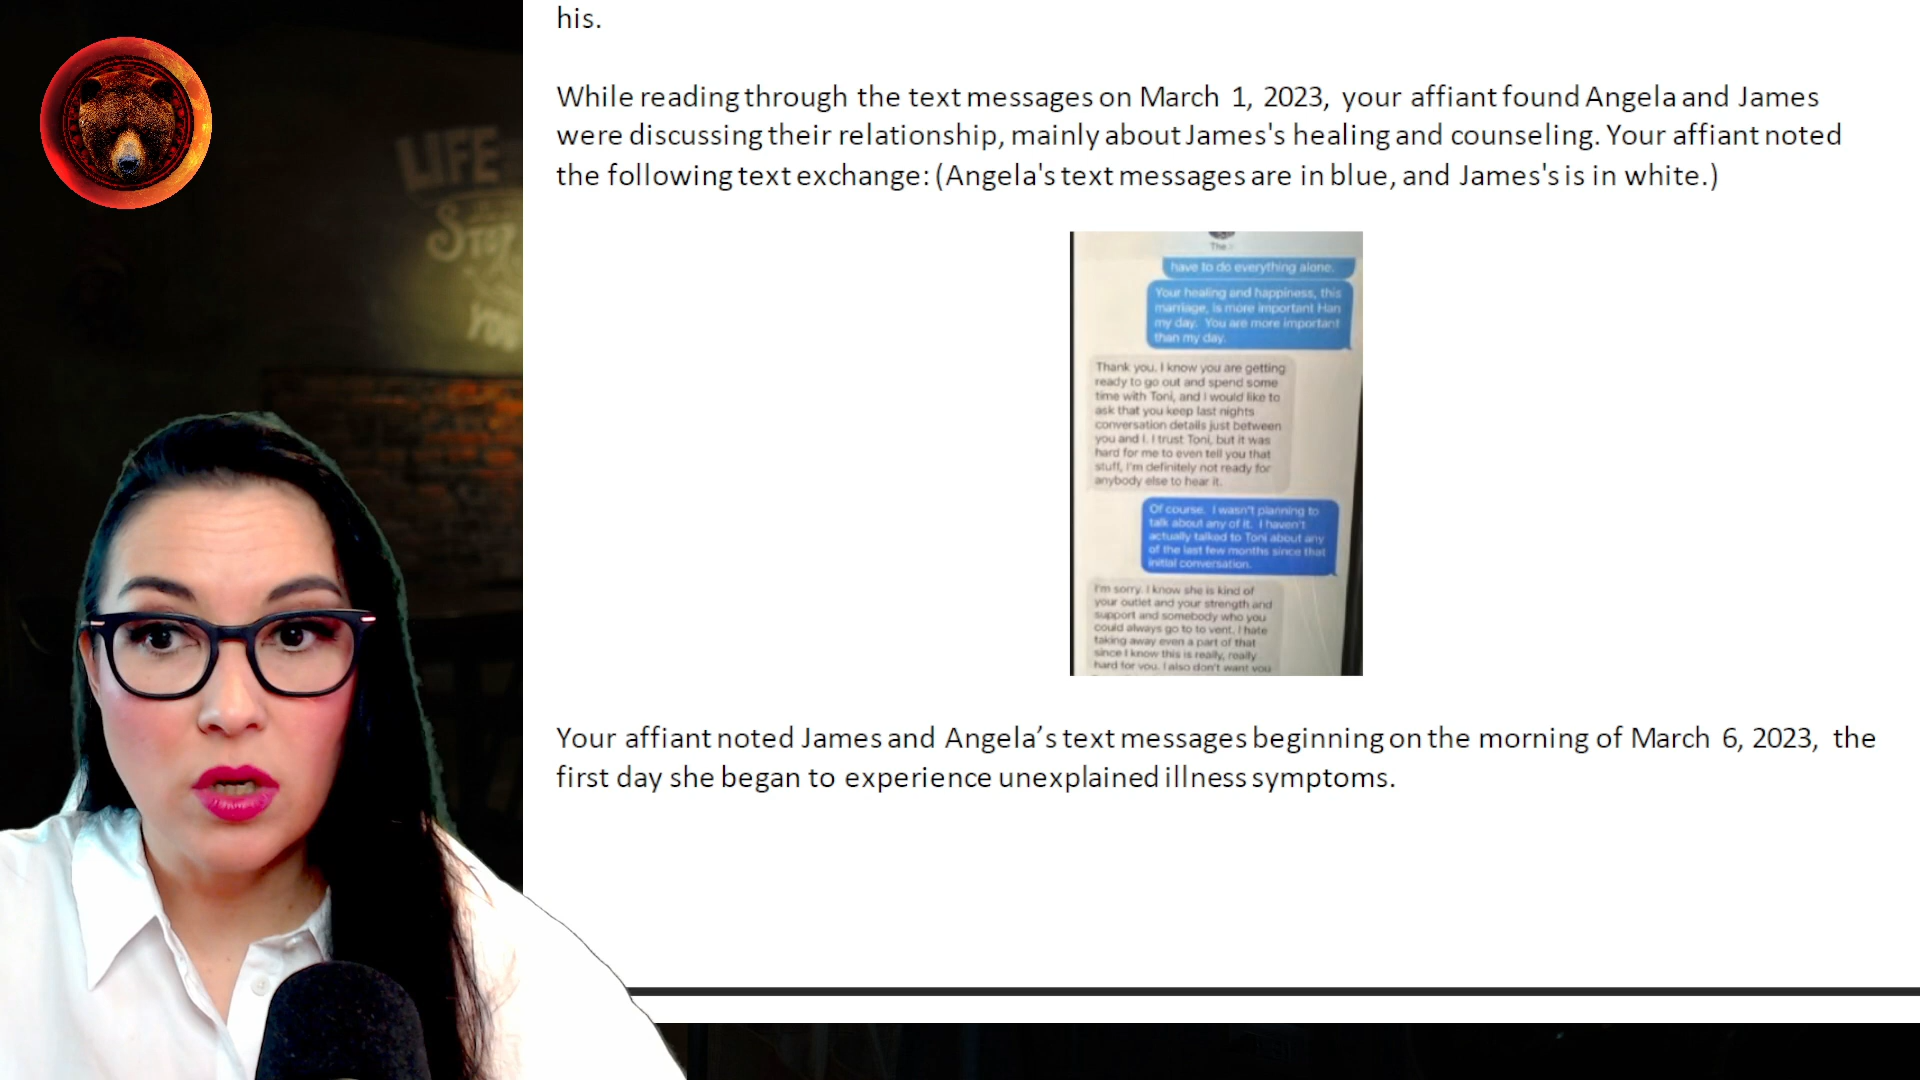 his.
While reading through the text messages on March 1, 2023, your affiant found Angela and James
were discussing their relationship, mainly about James's healing and counseling. Your affiant noted
the following text exchange: (Angela's text messages are in blue, and James's is in white.)
The
have to do everything alone.
Your healing and happiness, this
marriage, is more important Han
my day. You are more important
than my day.
Thank you. I know you are getting
ready to go out and spend some
time with Toni, and I would like to
ask that you keep last nights
conversation details just between
you and I. I trust Toni, but it was
hard for me to even tell you that
stuff, I'm definitely not ready for
anybody else to hear it.
Of course. I wasn't planning to
talk about any of it. I haven't
actually talked to Toni about any
of the last few months since that
initial conversation.
I'm sorry. I know she is kind of
your outlet and your strength and
support and somebody who you
could always go to to vent. I hate
taking away even a part of that
since I know this is really, really
hard for you. I also don't want you
Your affiant noted James and Angela's text messages beginning on the morning of March 6, 2023, the
first day she began to experience unexplained illness symptoms.
LIFE
STEP
YOU